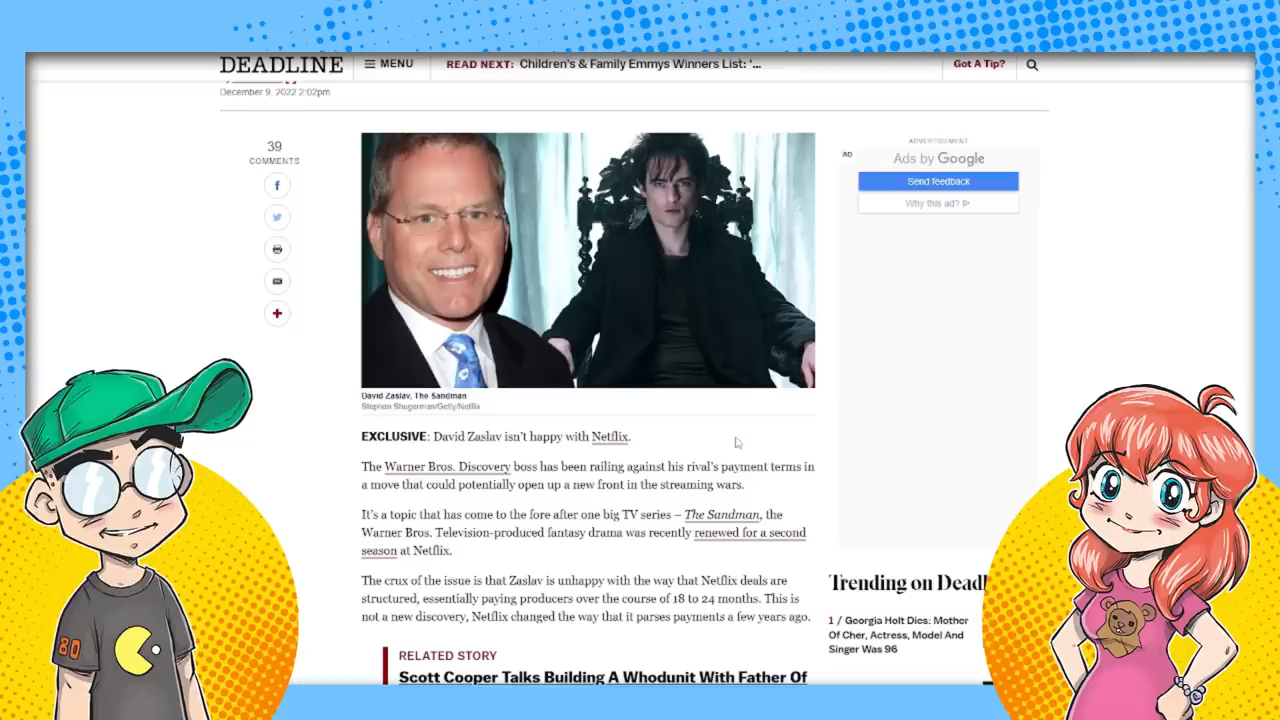 DEADLINE
MENU
READ NEXT: Children's & Family Emmys Winners List: '...
Got A Tip?
December 9, 2022 2:02pm
39
COMMENTS
ADVERTISEMENT
AD
Ads by Google
Send feedback
Why this ad?
David Zaslav, The Sandman
Stephen Shugerman/Getty/Netflix
EXCLUSIVE: David Zaslav isn't happy with Netflix.
The Warner Bros. Discovery boss has been railing against his rival's payment terms in
a move that could potentially open up a new front in the streaming wars.
It's a topic that has come to the fore after one big TV series – The Sandman, the
Warner Bros. Television-produced fantasy drama was recently renewed for a second
season at Netflix.
The crux of the issue is that Zaslav is unhappy with the way that Netflix deals are
structured, essentially paying producers over the course of 18 to 24 months. This is
not a new discovery, Netflix changed the way that it parses payments a few years ago.
RELATED STORY
Scott Cooper Talks Building A Whodunit With Father Of
Trending on Deadl
1 / Georgia Holt Dies: Mother
Of Cher, Actress, Model And
Singer Was 96
80